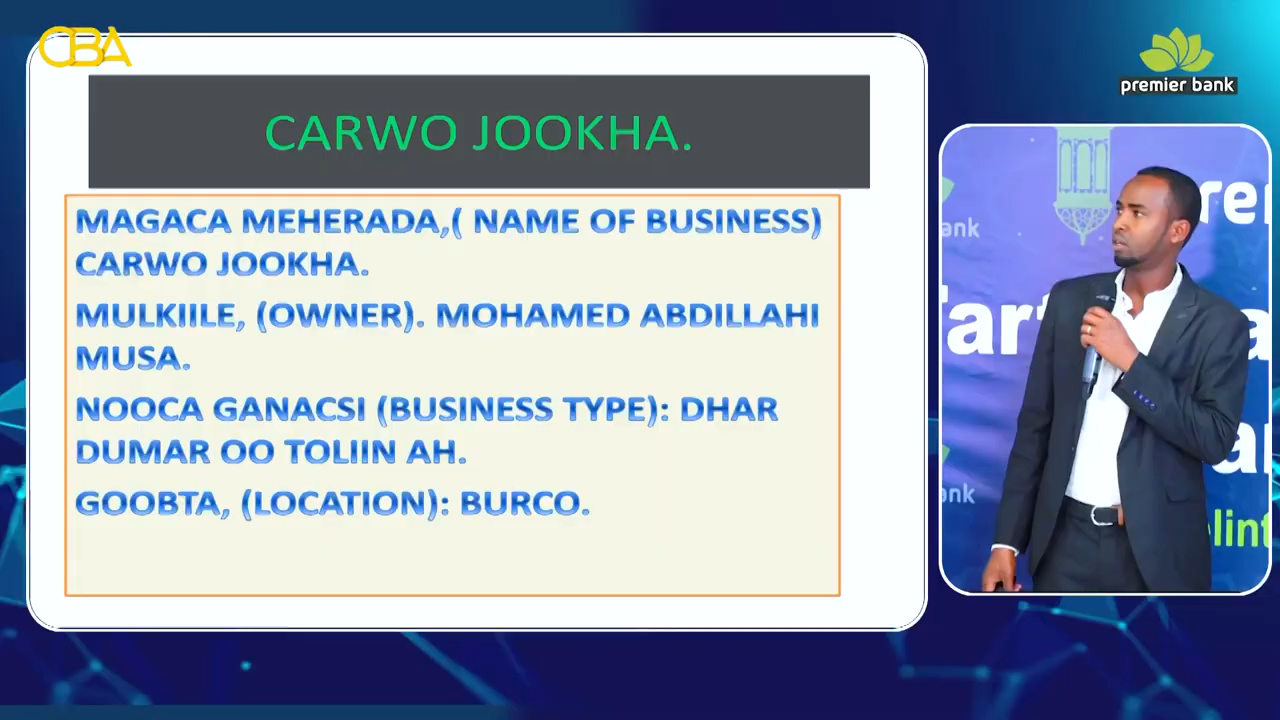 CBA
premier bank
CARWO JOOKHA.
MAGACA MEHERADA,( NAME OF BUSINESS)
CARWO JOOKHA.
MULKIILE, (OWNER). MOHAMED ABDILLAHI
MUSA.
NOOCA GANACSI (BUSINESS TYPE): DHAR
DUMAR OO TOLIIN AH.
GOOBTA, (LOCATION): BURCO.